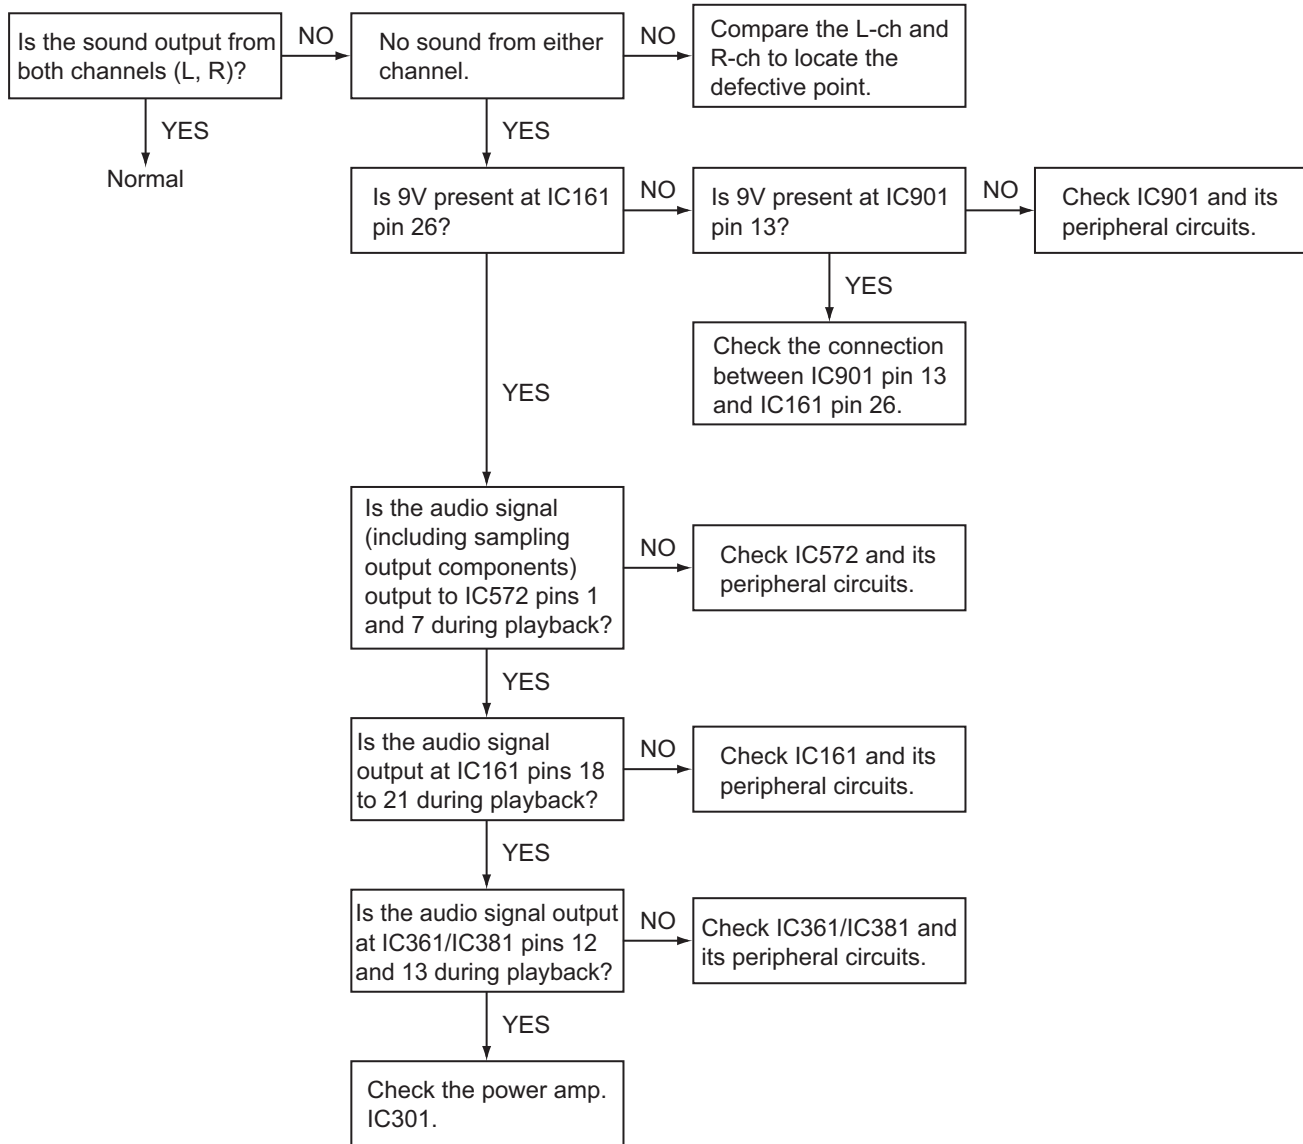 Is the sound output from
both channels (L, R)?
NO
No sound from either
channel.
NO
Compare the L-ch and
R-ch to locate the
defective point.
YES
Normal
YES
Is 9V present at IC161
pin 26?
NO
Is 9V present at IC901
pin 13?
NO
Check IC901 and its
peripheral circuits.
YES
Check the connection
between IC901 pin 13
and IC161 pin 26.
YES
Is the audio signal
(including sampling
output components)
output to IC572 pins 1
and 7 during playback?
NO
Check IC572 and its
peripheral circuits.
YES
Is the audio signal
output at IC161 pins 18
to 21 during playback?
NO
Check IC161 and its
peripheral circuits.
YES
Is the audio signal output
at IC361/IC381 pins 12
and 13 during playback?
NO
Check IC361/IC381 and
its peripheral circuits.
YES
Check the power amp.
IC301.